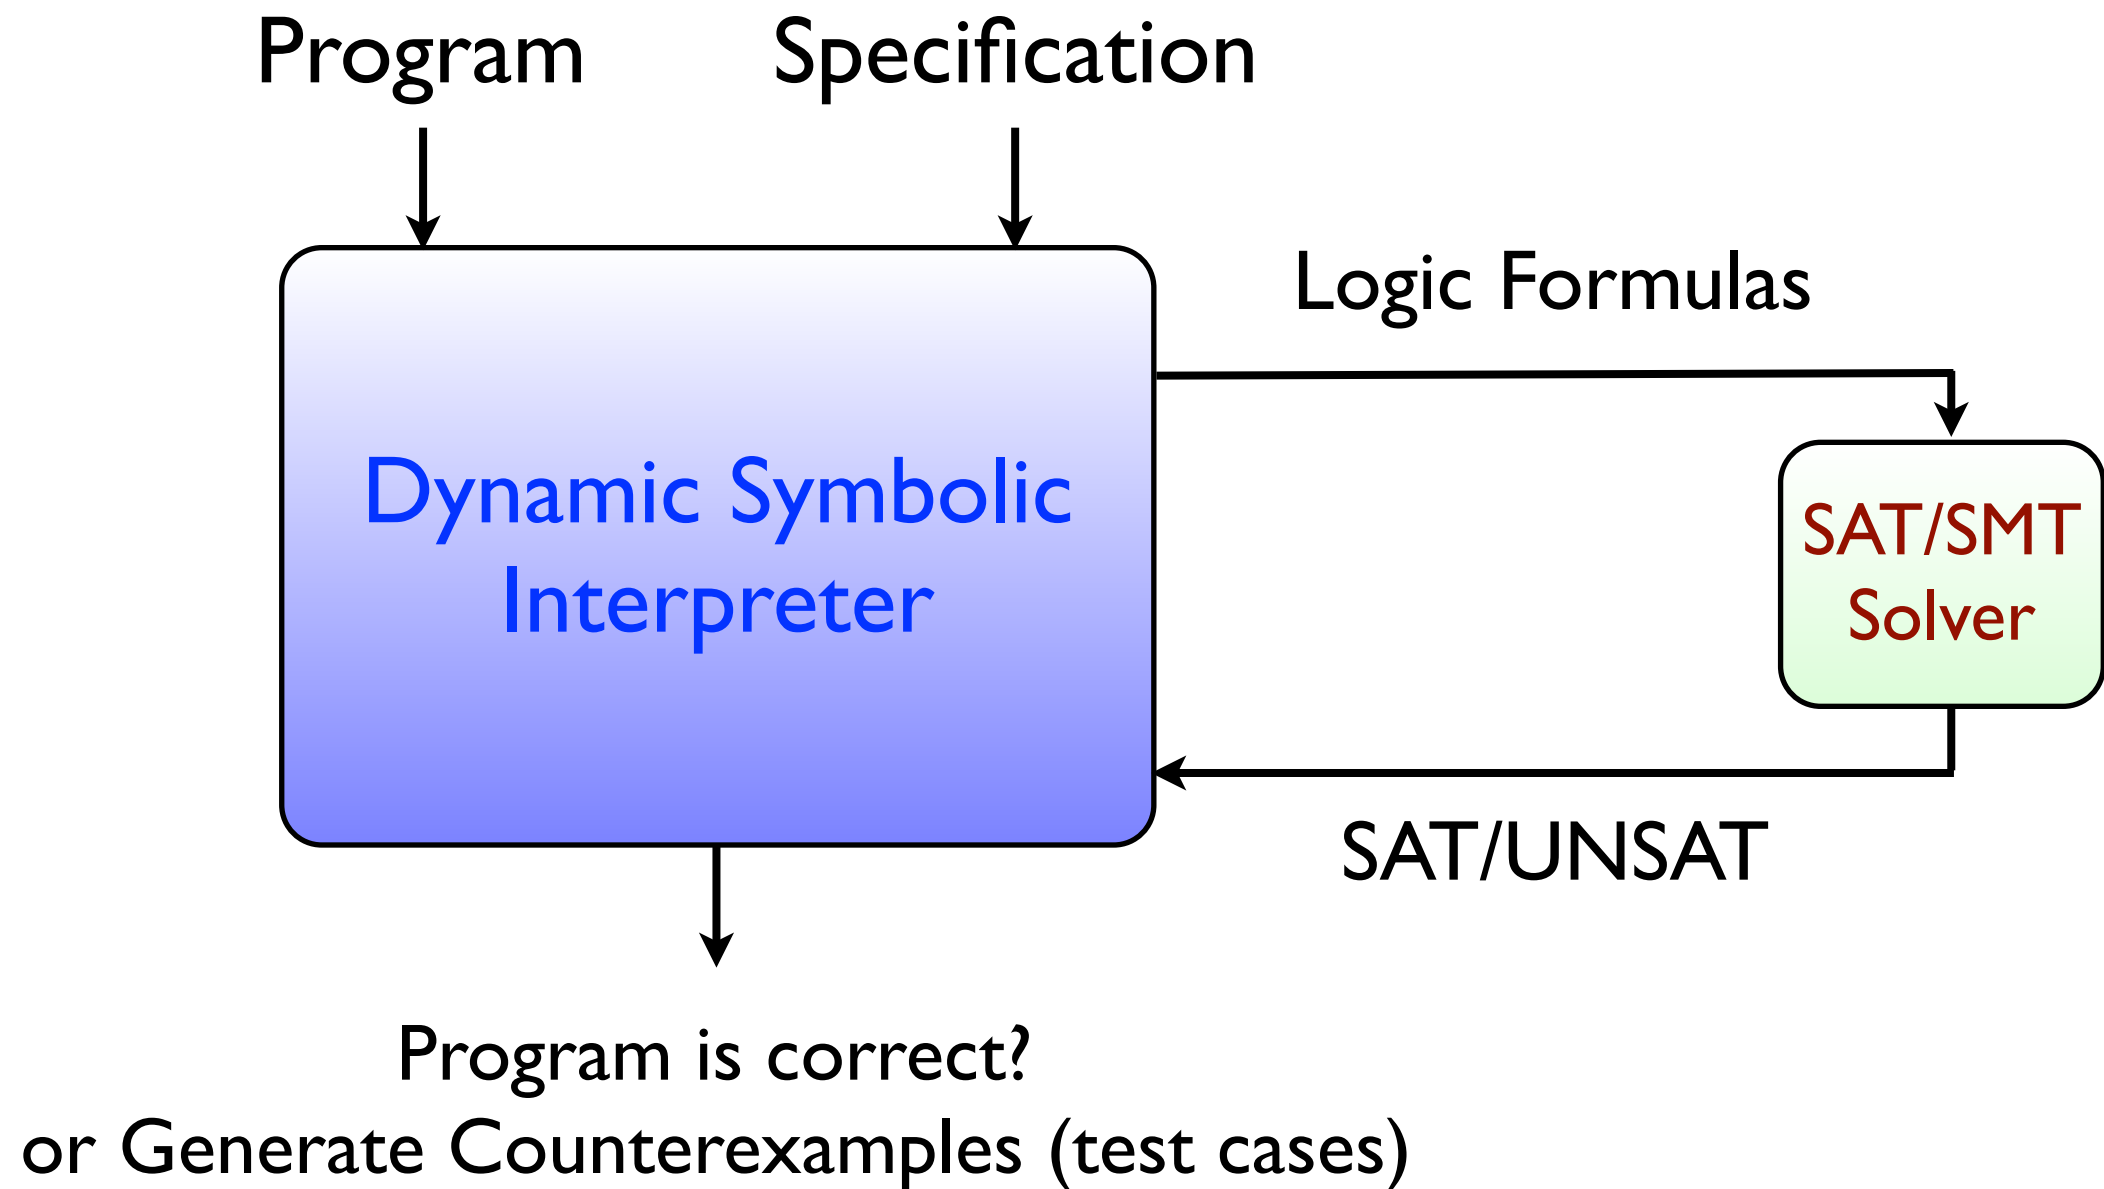 Program
Specification
Logic Formulas
Dynamic Symbolic
Interpreter
SAT/SMT
Solver
SAT/UNSAT
Program is correct?
or Generate Counterexamples (test cases)